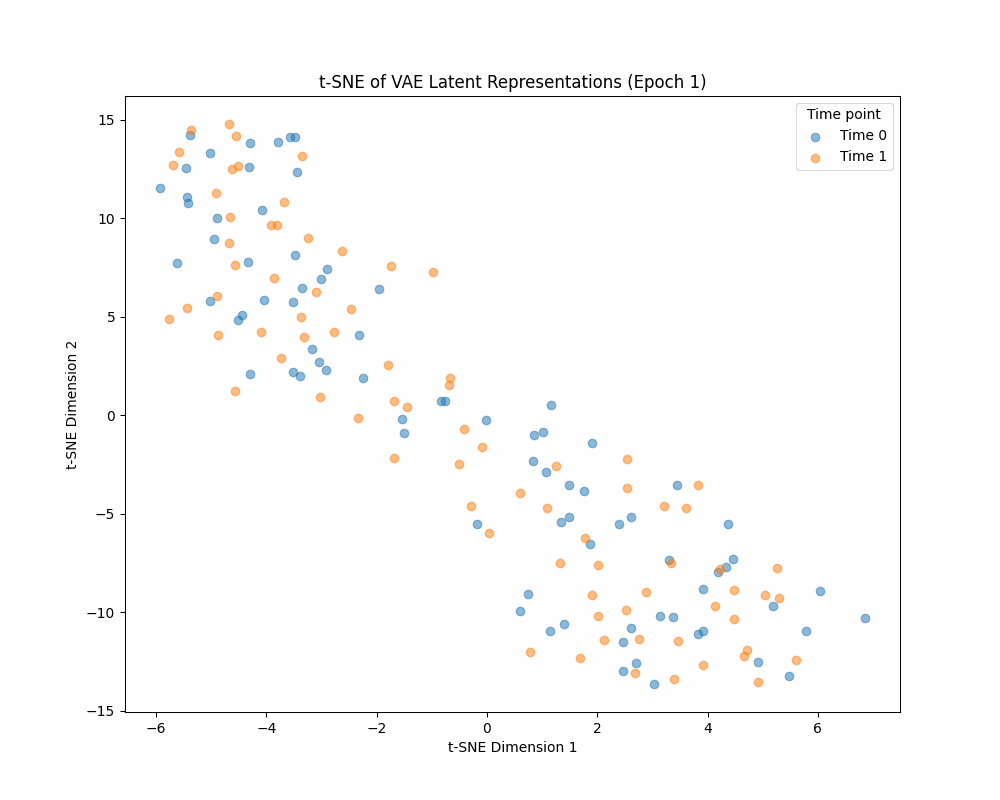 t-SNE of VAE Latent Representations (Epoch 1)
Time point
Time 0
Time 1
15
10
5
0
−5
−10
−15
t-SNE Dimension 2
−6
−4
−2
0
2
4
6
t-SNE Dimension 1